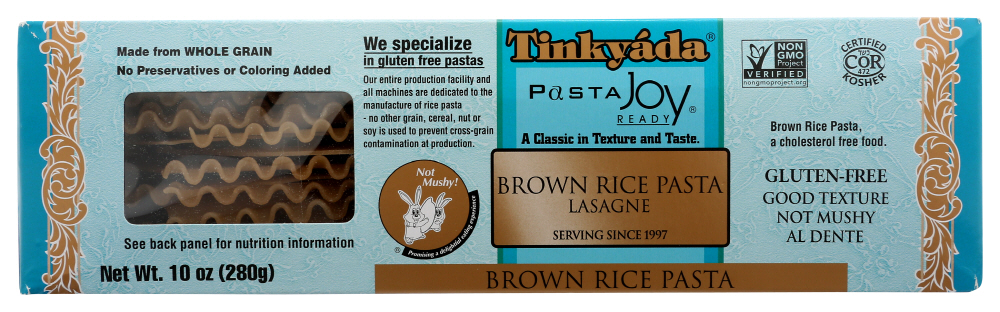 Made from WHOLE GRAIN
No Preservatives or Coloring Added
See back panel for nutrition information
Net Wt. 10 oz (280g)
We specialize
in gluten free pastas
Our entire production facility and
all machines are dedicated to the
manufacture of rice pasta
- no other grain, cereal, nut or
soy is used to prevent cross-grain
contamination at production.
Not
Mushy!
®
Promising a delightful eating experience
Tinkyáda®
PαSTA JOY®
READY
A Classic in Texture and Taste.
BROWN RICE PASTA
LASAGNE
SERVING SINCE 1997
BROWN RICE PASTA
NON
GMO
Project
VERIFIED
nongmoproject.org
CERTIFIED
כשר
COR
472
KOSHER
Brown Rice Pasta,
a cholesterol free food.
GLUTEN-FREE
GOOD TEXTURE
NOT MUSHY
AL DENTE